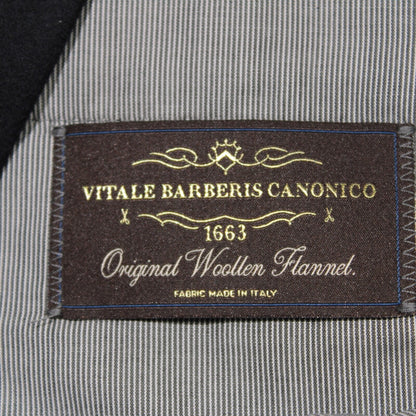 VITALE BARBERIS CANONICO
1663
Original Woollen Flannel.
FABRIC MADE IN ITALY